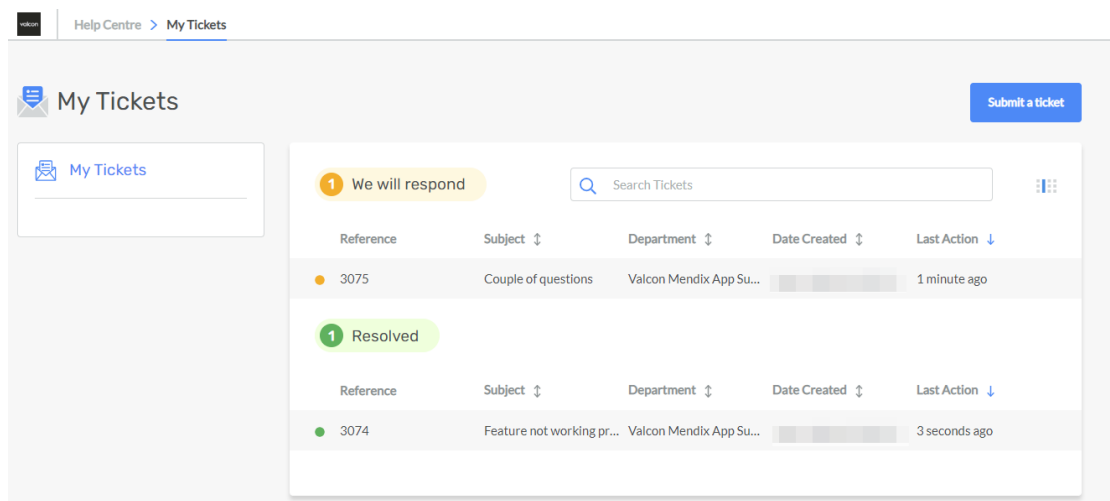 valcon Help Centre > My Tickets
My Tickets
Submit a ticket
My Tickets
1 We will respond
Search Tickets
Reference Subject Department Date Created Last Action
3075 Couple of questions Valcon Mendix App Su... 1 minute ago
1 Resolved
Reference Subject Department Date Created Last Action
3074 Feature not working pr... Valcon Mendix App Su... 3 seconds ago